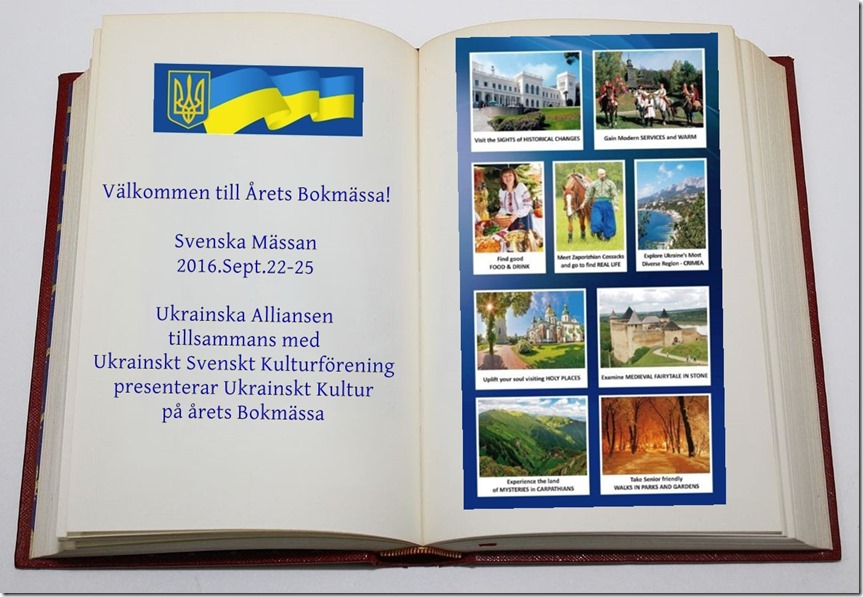 Välkommen till Årets Bokmässa!
Svenska Mässan
2016.Sept.22-25
Ukrainska Alliansen
tillsammans med
Ukrainskt Svenskt Kulturförening
presenterar Ukrainskt Kultur
på årets Bokmässa
Visit the SIGHTS of HISTORICAL CHANGES
Gain Modern SERVICES and WARM
Find good
FOOD & DRINK
Meet Zaporizhian Cossacks
and go to find REAL LIFE
Explore Ukraine's Most
Diverse Region - CRIMEA
Uplift your soul visiting HOLY PLACES
Examine MEDIEVAL FAIRYTALE IN STONE
Experience the land
of MYSTERIES in CARPATHIANS
Take Senior friendly
WALKS IN PARKS AND GARDENS